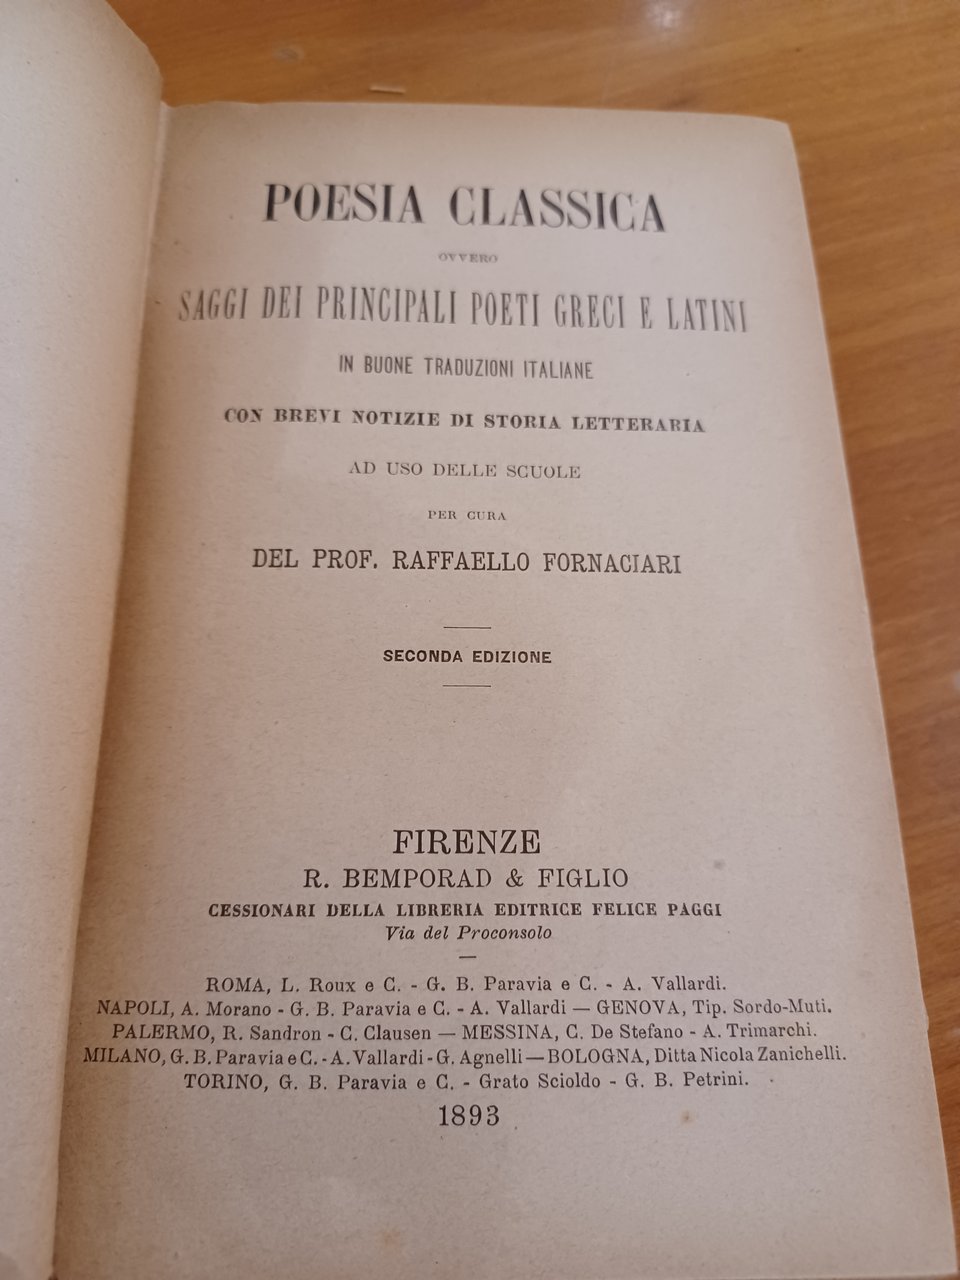 POESIA CLASSICA
OVVERO
SAGGI DEI PRINCIPALI POETI GRECI E LATINI
IN BUONE TRADUZIONI ITALIANE
CON BREVI NOTIZIE DI STORIA LETTERARIA
AD USO DELLE SCUOLE
PER CURA
DEL PROF. RAFFAELLO FORNACIARI
SECONDA EDIZIONE
FIRENZE
R. BEMPORAD & FIGLIO
CESSIONARI DELLA LIBRERIA EDITRICE FELICE PAGGI
Via del Proconsolo
ROMA, L. Roux e C. - G. B. Paravia e C. - A. Vallardi.
NAPOLI, A. Morano - G. B. Paravia e C. - A. Vallardi — GENOVA, Tip. Sordo-Muti.
PALERMO, R. Sandron - C. Clausen — MESSINA, C. De Stefano - A. Trimarchi.
MILANO, G. B. Paravia e C. - A. Vallardi - G. Agnelli — BOLOGNA, Ditta Nicola Zanichelli.
TORINO, G. B. Paravia e C. - Grato Scioldo - G. B. Petrini.
1893